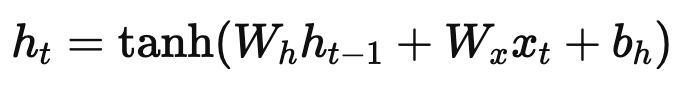 h_t = tanh(W_h h_{t−1} + W_x x_t + b_h)